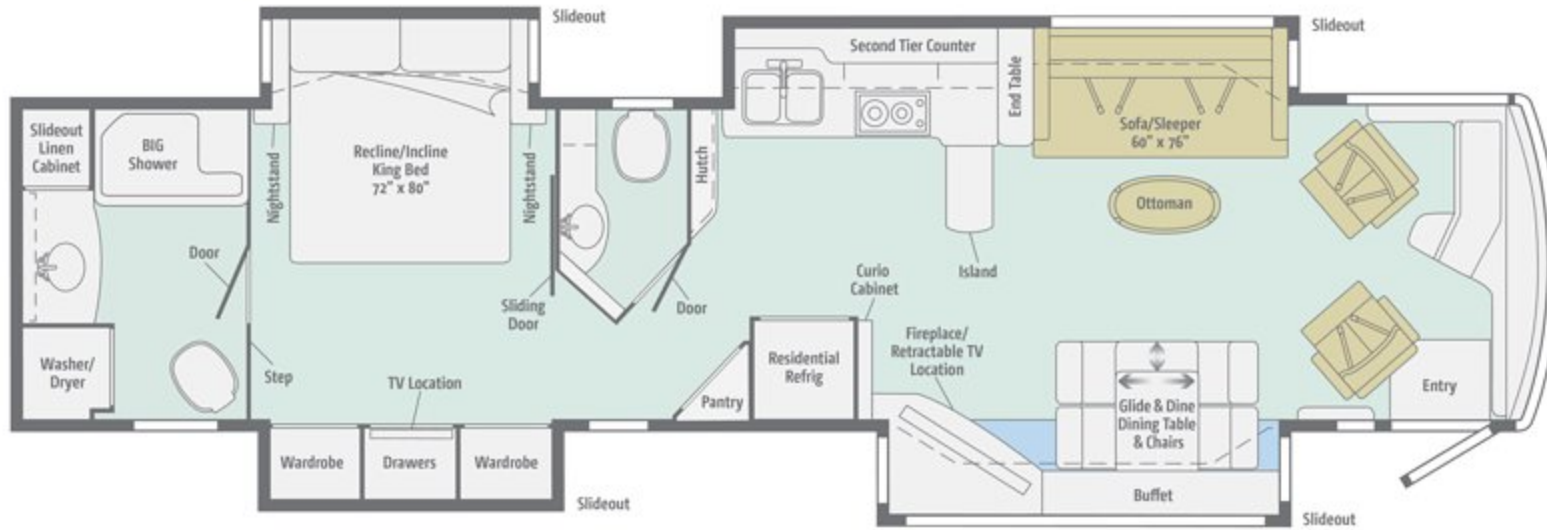 Slideout
Slideout
Second Tier Counter
End Table
Slideout
Linen
Cabinet
BIG
Shower
Nightstand
Recline/Incline
King Bed
72" x 80"
Nightstand
Hutch
Sofa/Sleeper
60" x 76"
Ottoman
Door
Sliding
Door
Door
Island
Curio
Cabinet
Fireplace/
Retractable TV
Location
Washer/
Dryer
Step
TV Location
Pantry
Residential
Refrig
Glide & Dine
Dining Table
& Chairs
Entry
Wardrobe
Drawers
Wardrobe
Buffet
Slideout
Slideout